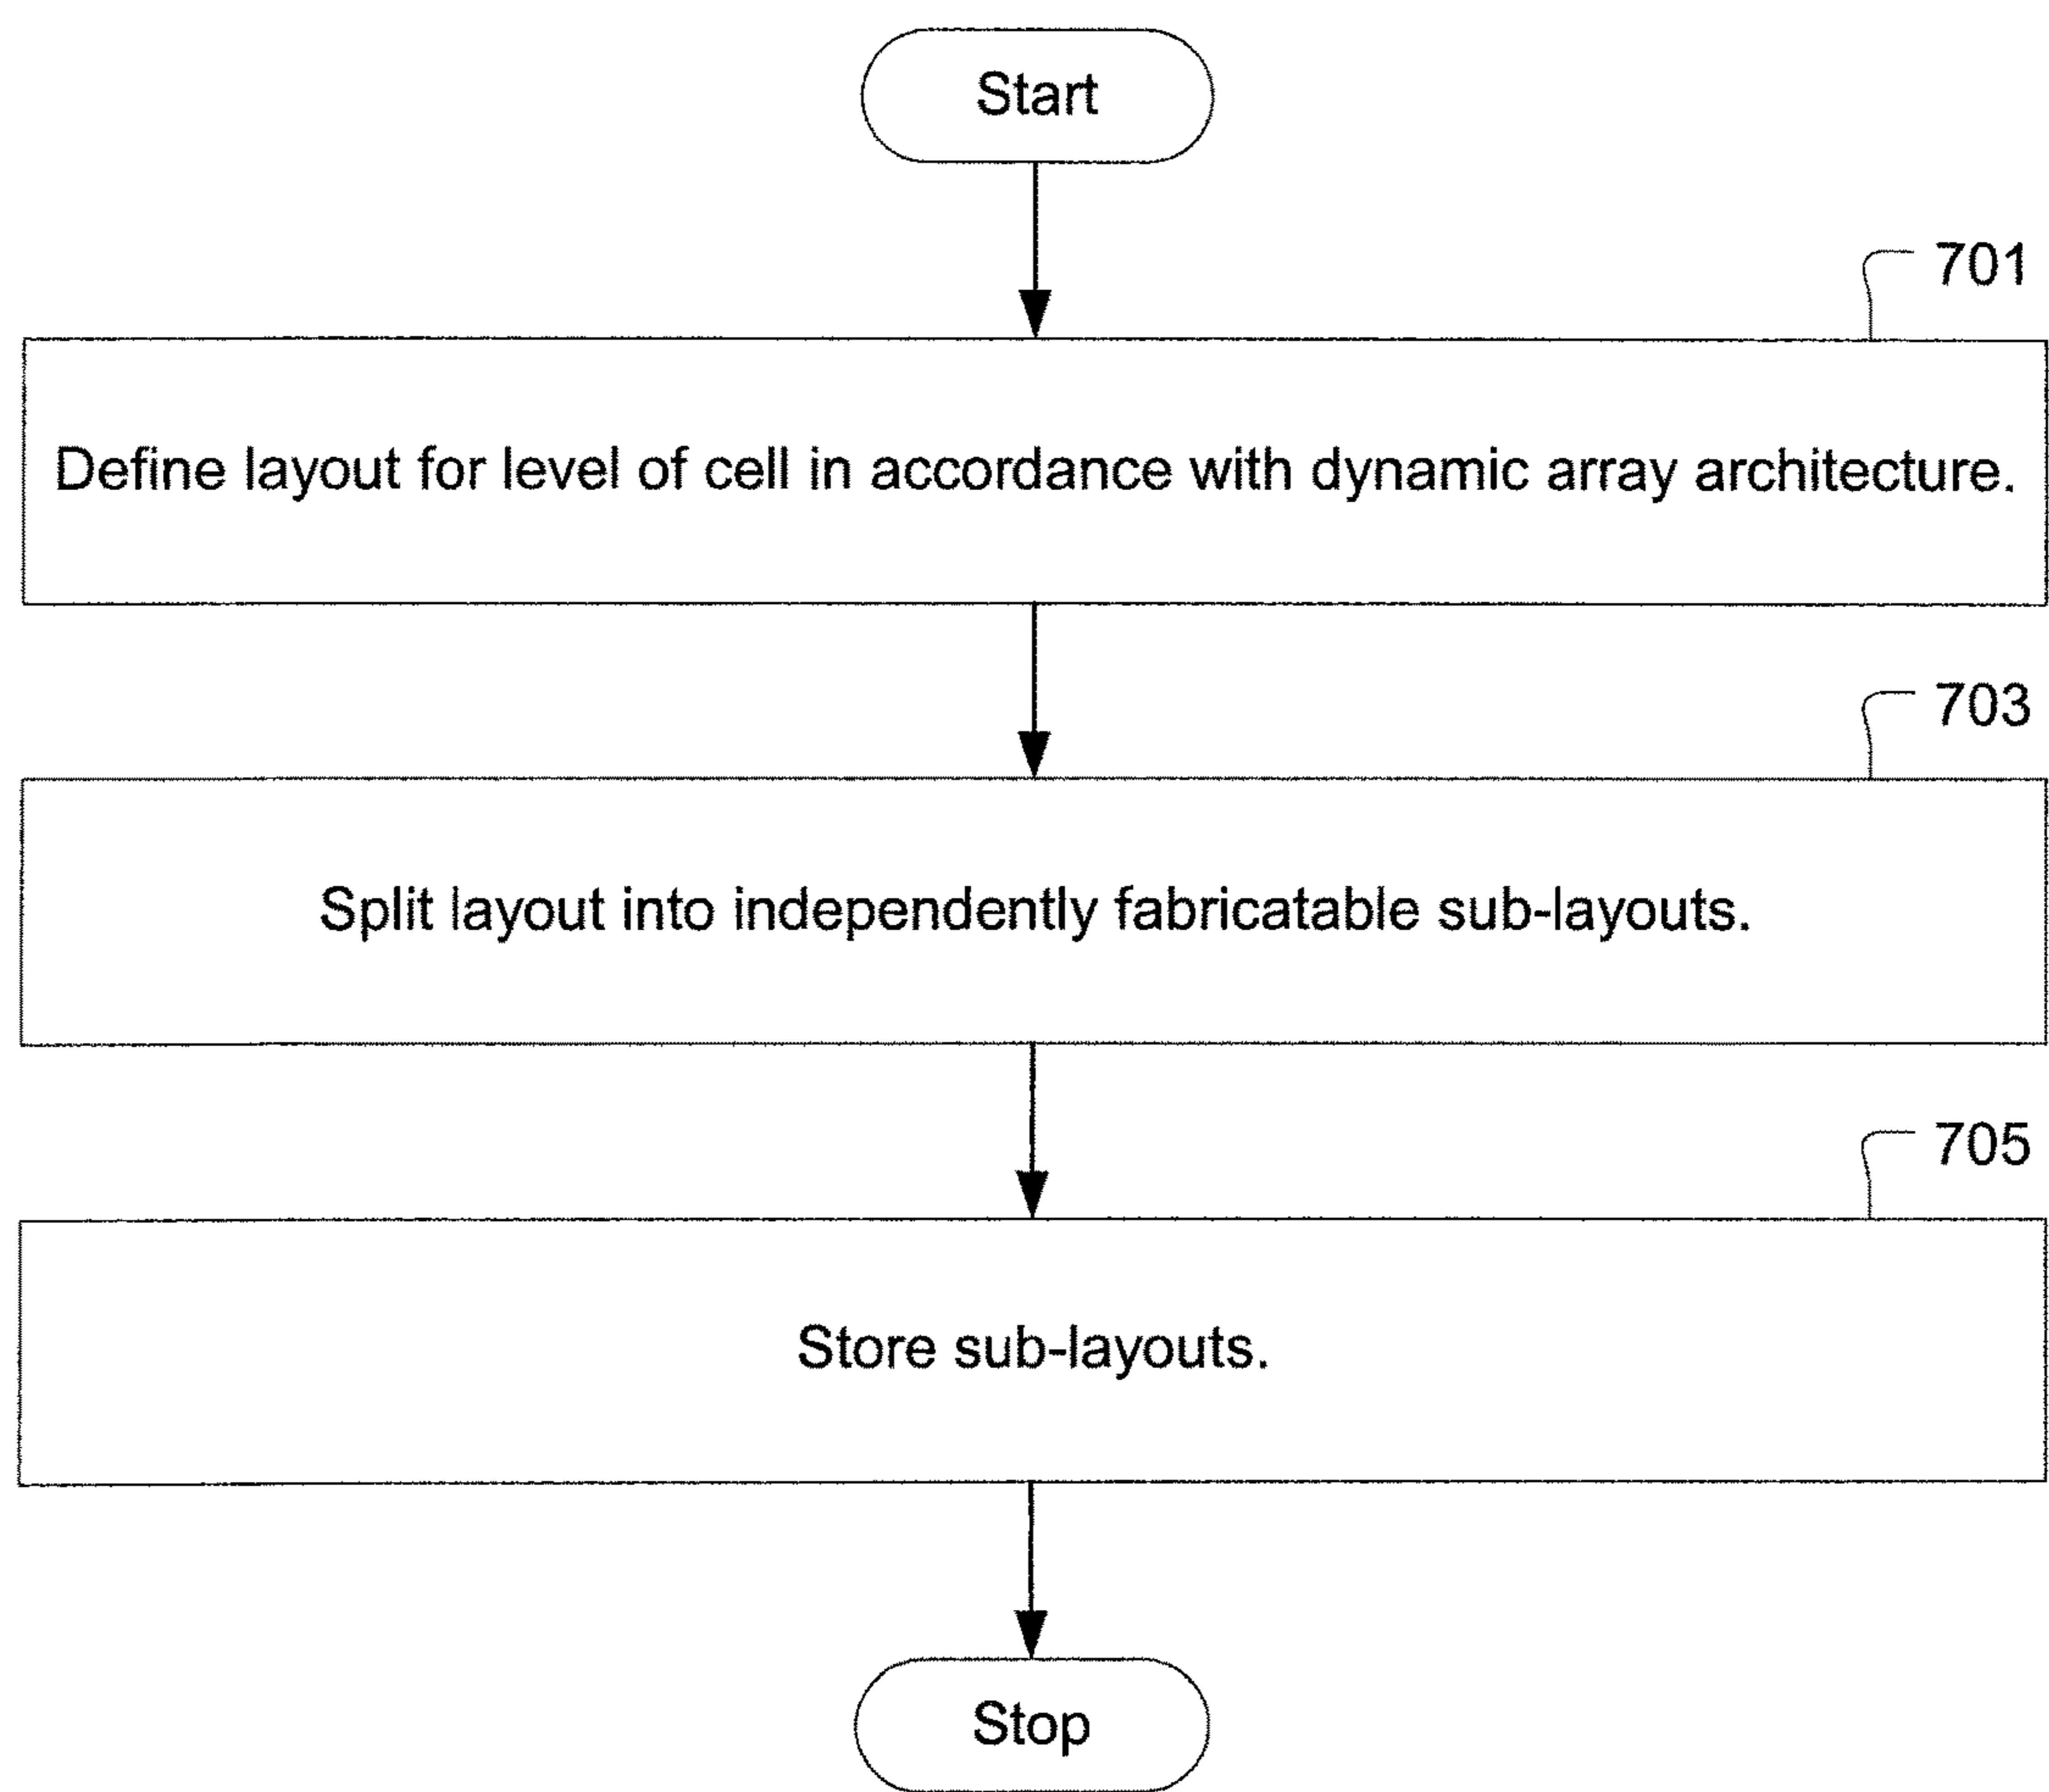 Start
701
Define layout for level of cell in accordance with dynamic array architecture.
703
Split layout into independently fabricatable sub-layouts.
705
Store sub-layouts.
Stop